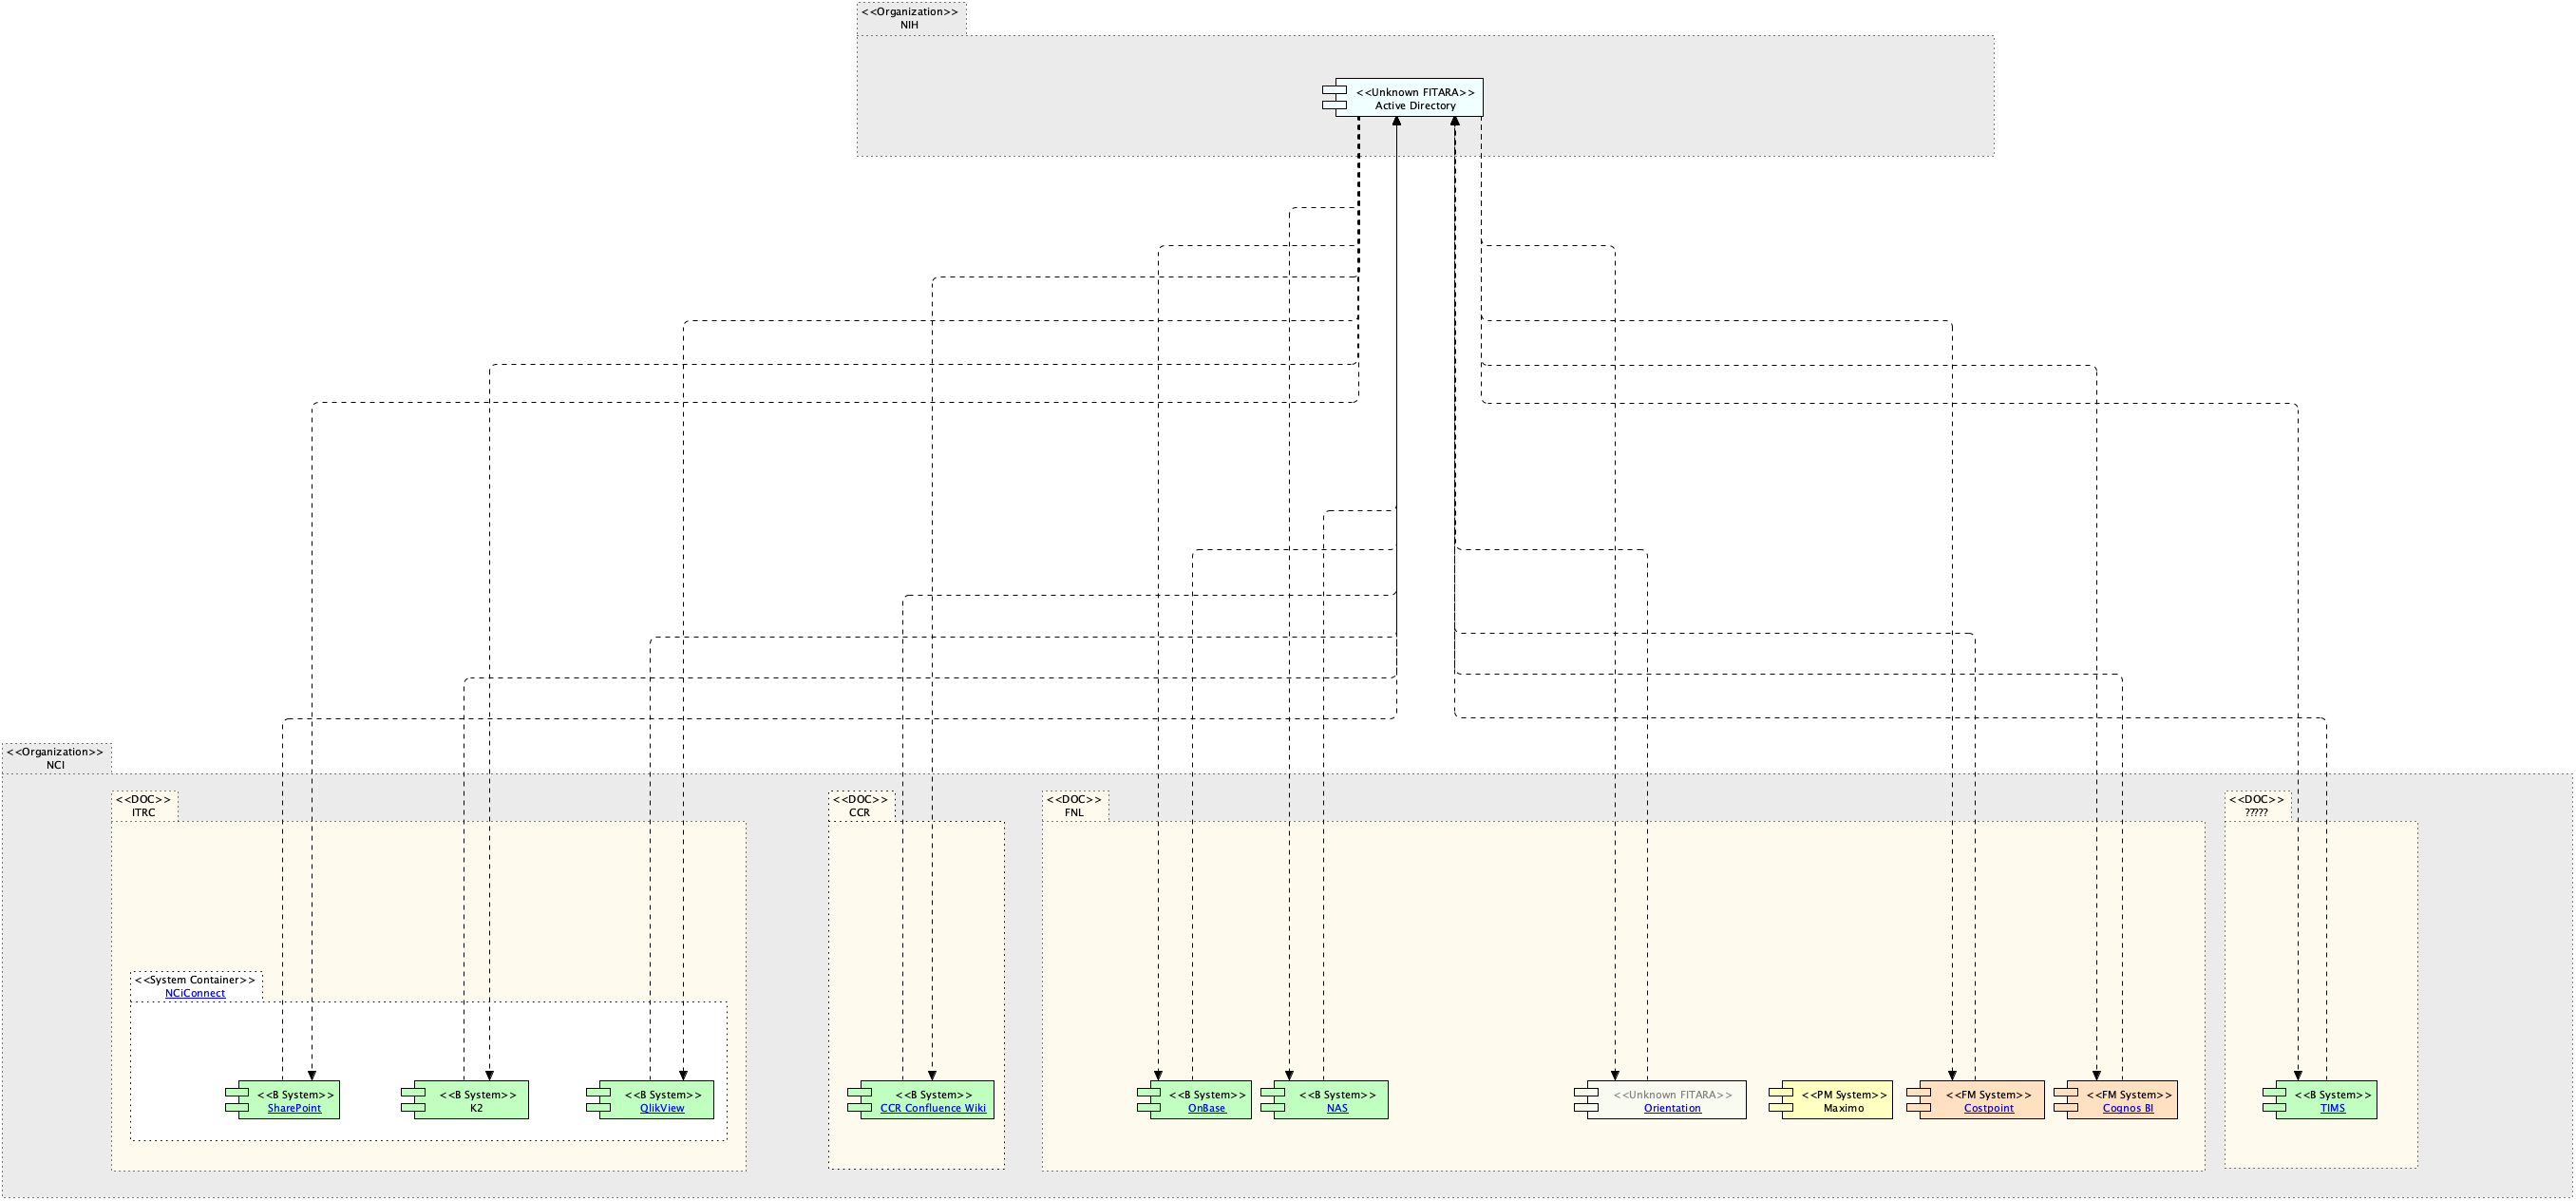 <<Organization>>
NIH
<<Unknown FITARA>>
Active Directory
<<Organization>>
NCI
<<DOC>>
ITRC
<<DOC>>
CCR
<<DOC>>
FNL
<<DOC>>
?????
<<System Container>>
NCiConnect
<<B System>>
SharePoint
<<B System>>
K2
<<B System>>
QlikView
<<B System>>
CCR Confluence Wiki
<<B System>>
OnBase
<<B System>>
NAS
<<Unknown FITARA>>
Orientation
<<PM System>>
Maximo
<<FM System>>
Costpoint
<<FM System>>
Cognos BI
<<B System>>
TIMS